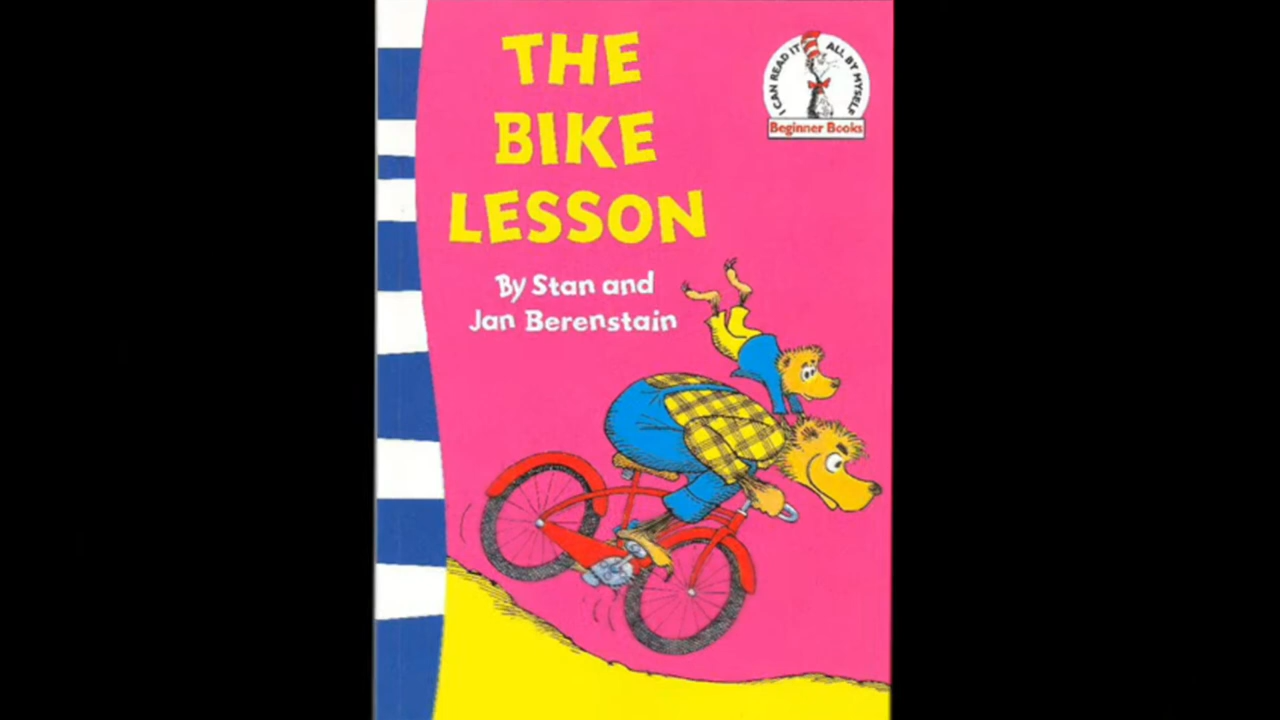 THE
BIKE
LESSON
By Stan and
Jan Berenstain
I CAN READ IT ALL BY MYSELF
Beginner Books